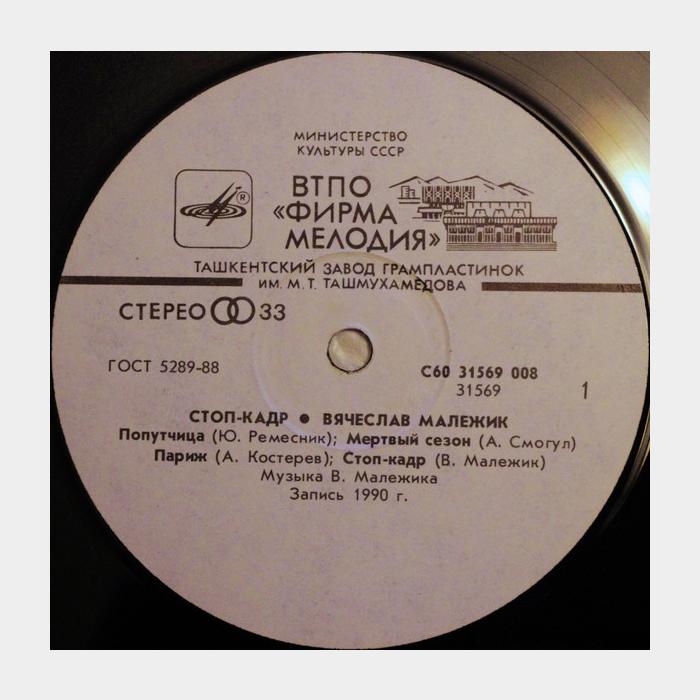 МИНИСТЕРСТВО
КУЛЬТУРЫ СССР
ВТПО
«ФИРМА
МЕЛОДИЯ»
®
ТАШКЕНТСКИЙ ЗАВОД ГРАМПЛАСТИНОК
ИМ. М. Т. ТАШМУХАМЕДОВА
СТЕРЕО 33
ГОСТ 5289-88
С60 31569 008
31569
1
СТОП-КАДР ● ВЯЧЕСЛАВ МАЛЕЖИК
Попутчица (Ю. Ремесник); Мертвый сезон (А. Смогул)
Париж (А. Костерев); Стоп-кадр (В. Малежик)
Музыка В. Малежика
Запись 1990 г.